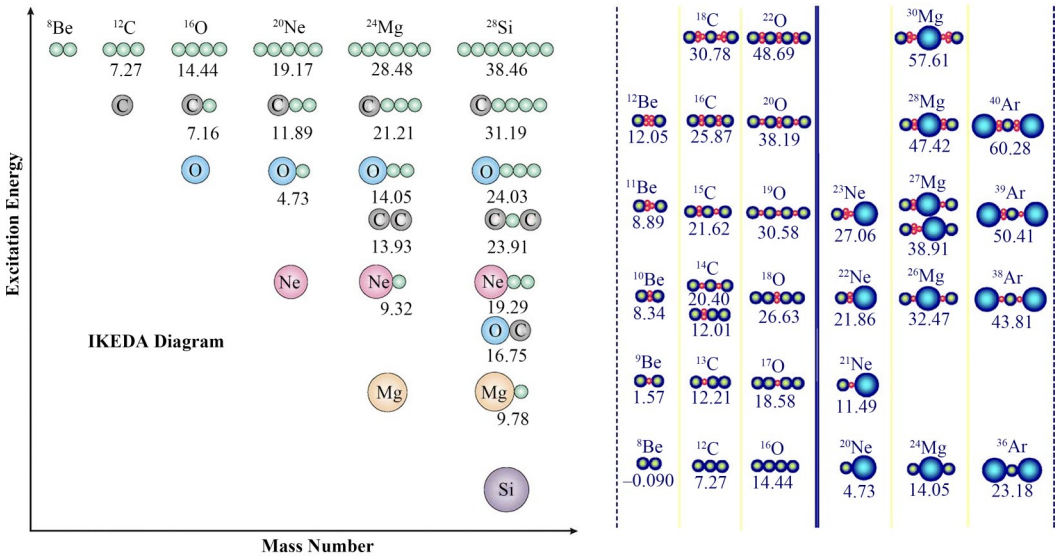 ⁸Be ¹²C ¹⁶O ²⁰Ne ²⁴Mg ²⁸Si
7.27 14.44 19.17 28.48 38.46
C C C C C
7.16 11.89 21.21 31.19
O O O O
4.73 14.05 24.03
C C C C
13.93 23.91
Ne Ne Ne
9.32 19.29
O C
16.75
IKEDA Diagram
Mg Mg
9.78
Si
Excitation Energy
Mass Number
¹⁸C ²²O ³⁰Mg
30.78 48.69 57.61
¹²Be ¹⁶C ²⁰O ²⁸Mg ⁴⁰Ar
12.05 25.87 38.19 47.42 60.28
¹¹Be ¹⁵C ¹⁹O ²³Ne ²⁷Mg ³⁹Ar
8.89 21.62 30.58 27.06 38.91 50.41
¹⁰Be ¹⁴C ¹⁸O ²²Ne ²⁶Mg ³⁸Ar
8.34 20.40 26.63 21.86 32.47 43.81
12.01
⁹Be ¹³C ¹⁷O ²¹Ne
1.57 12.21 18.58 11.49
⁸Be ¹²C ¹⁶O ²⁰Ne ²⁴Mg ³⁶Ar
–0.090 7.27 14.44 4.73 14.05 23.18